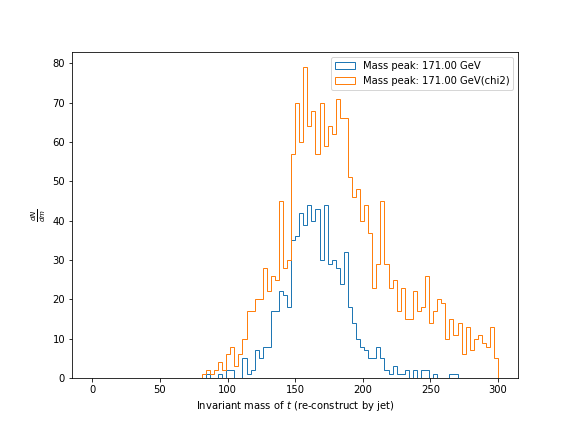 80
70
60
50
40
30
20
10
0
dN
dm
Mass peak: 171.00 GeV
Mass peak: 171.00 GeV(chi2)
0 50 100 150 200 250 300
Invariant mass of t (re-construct by jet)